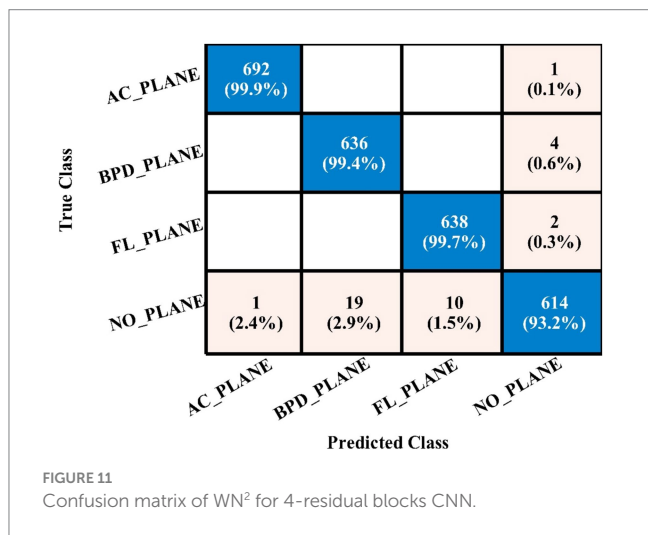 True Class
AC_PLANE
692
(99.9%)
1
(0.1%)
BPD_PLANE
636
(99.4%)
4
(0.6%)
FL_PLANE
638
(99.7%)
2
(0.3%)
NO_PLANE
1
(2.4%)
19
(2.9%)
10
(1.5%)
614
(93.2%)
AC_PLANE
BPD_PLANE
FL_PLANE
NO_PLANE
Predicted Class
FIGURE 11
Confusion matrix of WN² for 4-residual blocks CNN.